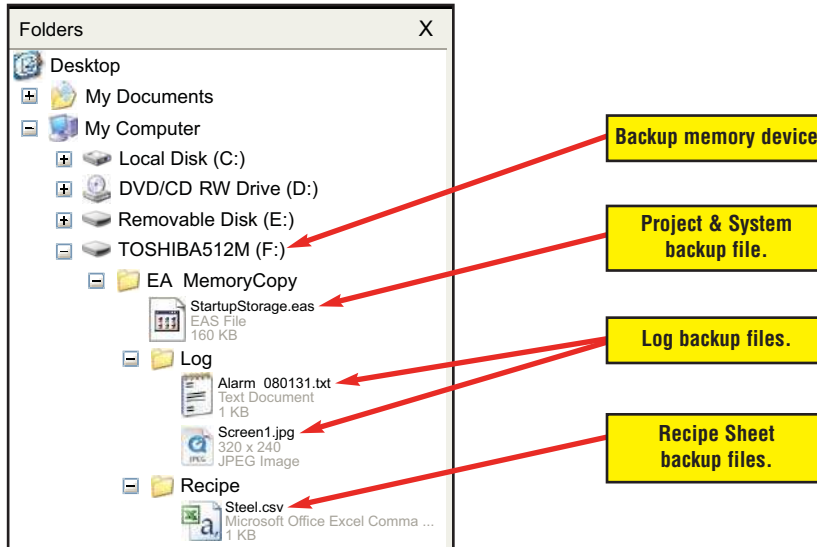 Folders X
Desktop
My Documents
My Computer
Local Disk (C:)
DVD/CD RW Drive (D:)
Removable Disk (E:)
TOSHIBA512M (F:)
EA MemoryCopy
StartupStorage.eas
EAS File
160 KB
Log
Alarm 080131.txt
Text Document
1 KB
Screen1.jpg
320 x 240
JPEG Image
Recipe
Steel.csv
Microsoft Office Excel Comma ...
1 KB
Backup memory device
Project & System
backup file.
Log backup files.
Recipe Sheet
backup files.